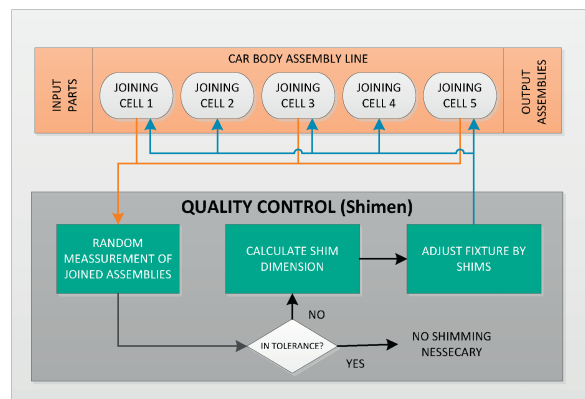 CAR BODY ASSEMBLY LINE
INPUT
PARTS
JOINING
CELL 1
JOINING
CELL 2
JOINING
CELL 3
JOINING
CELL 4
JOINING
CELL 5
OUTPUT
ASSEMBLIES
QUALITY CONTROL (Shimen)
RANDOM
MEASSUREMENT OF
JOINED ASSEMBLIES
CALCULATE SHIM
DIMENSION
ADJUST FIXTURE BY
SHIMS
NO
IN TOLERANCE?
YES
NO SHIMMING
NESSECARY